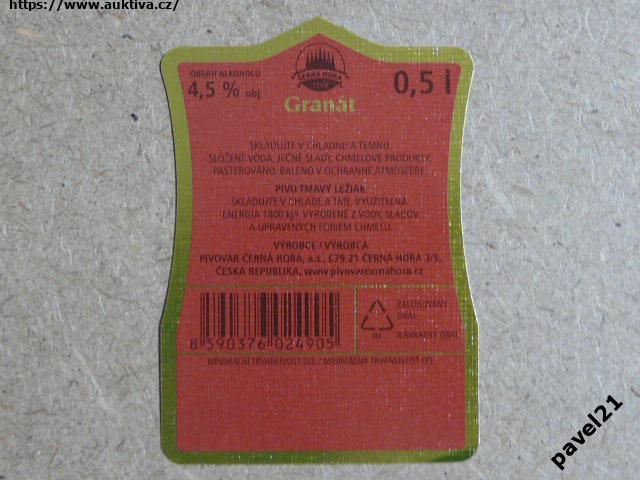 https://www.auktiva.cz/
OBSAH ALKOHOLU
4,5 % obj.
ČERNÁ HORA
Granát
0,5 l
SKLADUJTE V CHLADNU A TEMNU.
SLOŽENÍ: VODA, JEČNÉ SLADY, CHMELOVÉ PRODUKTY.
PASTEROVÁNO. BALENO V OCHRANNÉ ATMOSFÉŘE.
PIVO TMAVÝ LEŽIAK.
SKLADUJTE V CHLADE A TME. VYUŽITEĽNÁ
ENERGIA 1800 kJ/l. VYROBENÉ Z VODY, SLADOV
A UPRAVENÝCH FORIEM CHMEĽU.
VÝROBCE / VÝROBCA
PIVOVAR ČERNÁ HORA, a.s., 679 21 ČERNÁ HORA 3/5,
ČESKÁ REPUBLIKA, www.pivovarcernahora.cz
8 590376 024905
ZÁLOHOVANÝ
OBAL
NÁVRATNÝ OBAL
MINIMÁLNÍ TRVANLIVOST DO: / MINIMÁLNA TRVANLIVOSŤ DO:
pavel21